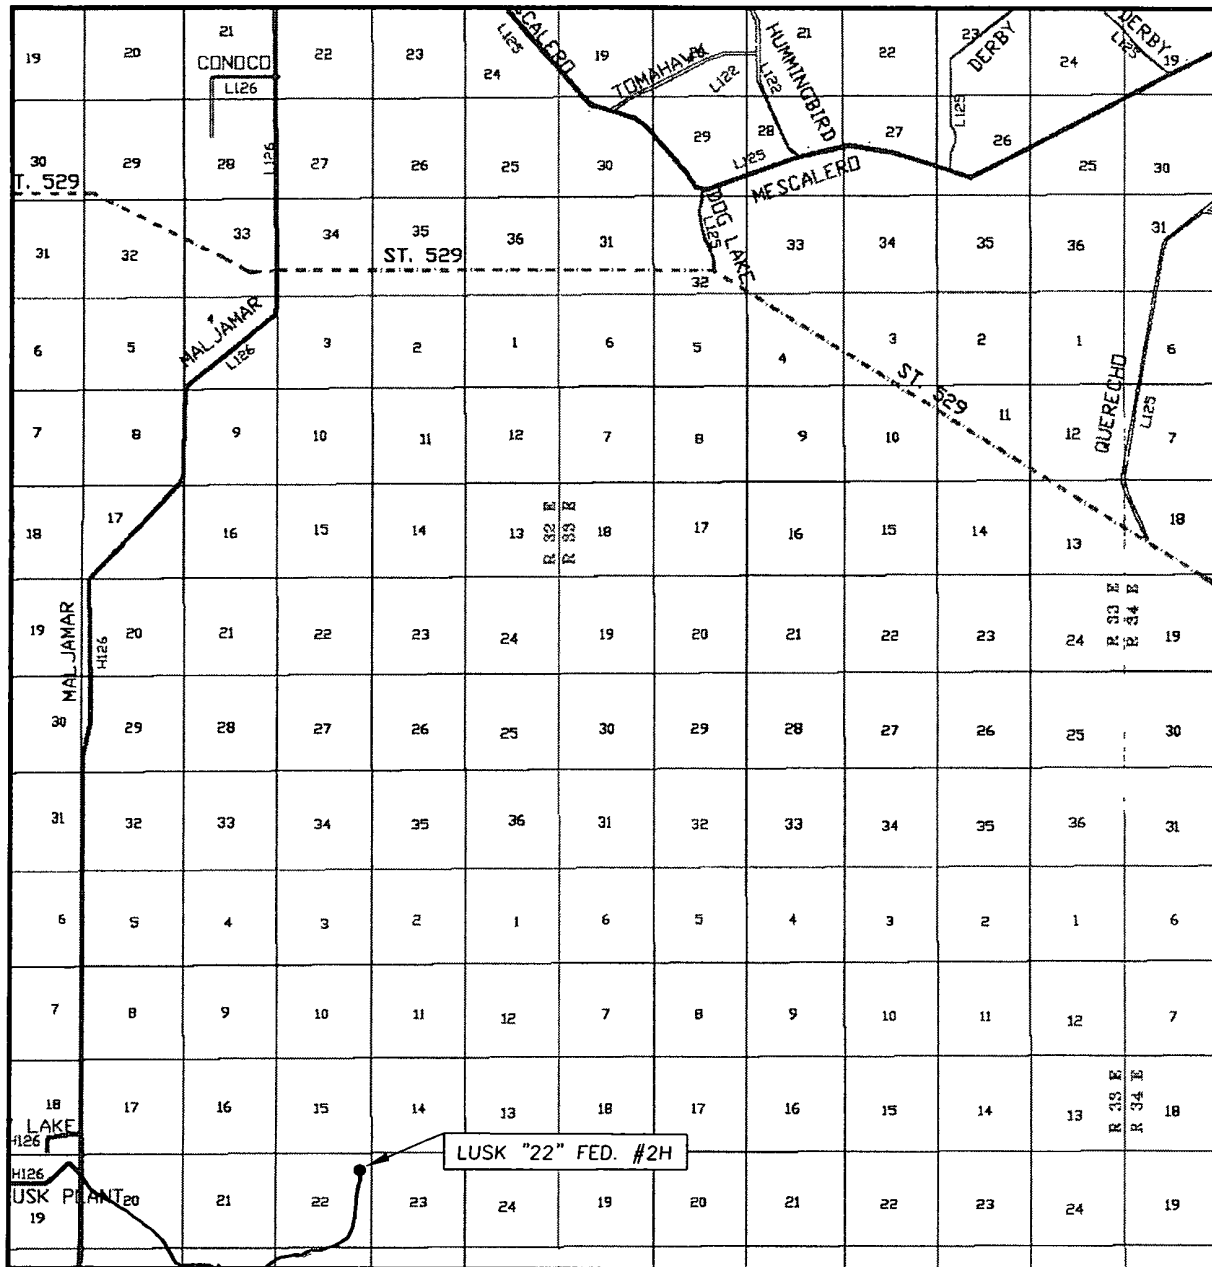 19 20 21 22 23 24 SCALERO L125 19 TOMAHAWK L122 HUMMINGBIRD L122 21 22 23 DERBY L125 24 DERBY L125 19
CONOCO
L126
30 29 28 L126 27 26 25 30 29 28 L125 MESCALERO 27 26 25 30
T. 529
31 32 33 34 35 36 31 DOG LAKE L125 32 33 34 35 36 31
ST. 529
6 5 4 MALJAMAR L126 3 2 1 6 5 4 3 2 1 6
ST. 529
QUERECHO L125
7 8 9 10 11 12 7 8 9 10 11 12 7
18 17 16 15 14 13 R 32 E R 33 E 18 17 16 15 14 13 18
R 33 E R 34 E
MALJAMAR H126
19 20 21 22 23 24 19 20 21 22 23 24 19
30 29 28 27 26 25 30 29 28 27 26 25 30
31 32 33 34 35 36 31 32 33 34 35 36 31
6 5 4 3 2 1 6 5 4 3 2 1 6
7 8 9 10 11 12 7 8 9 10 11 12 7
18 17 16 15 14 13 18 17 16 15 14 13 R 33 E R 34 E 18
LAKE
H126
LUSK "22" FED. #2H
H126
USK PLANT
19 20 21 22 23 24 19 20 21 22 23 24 19